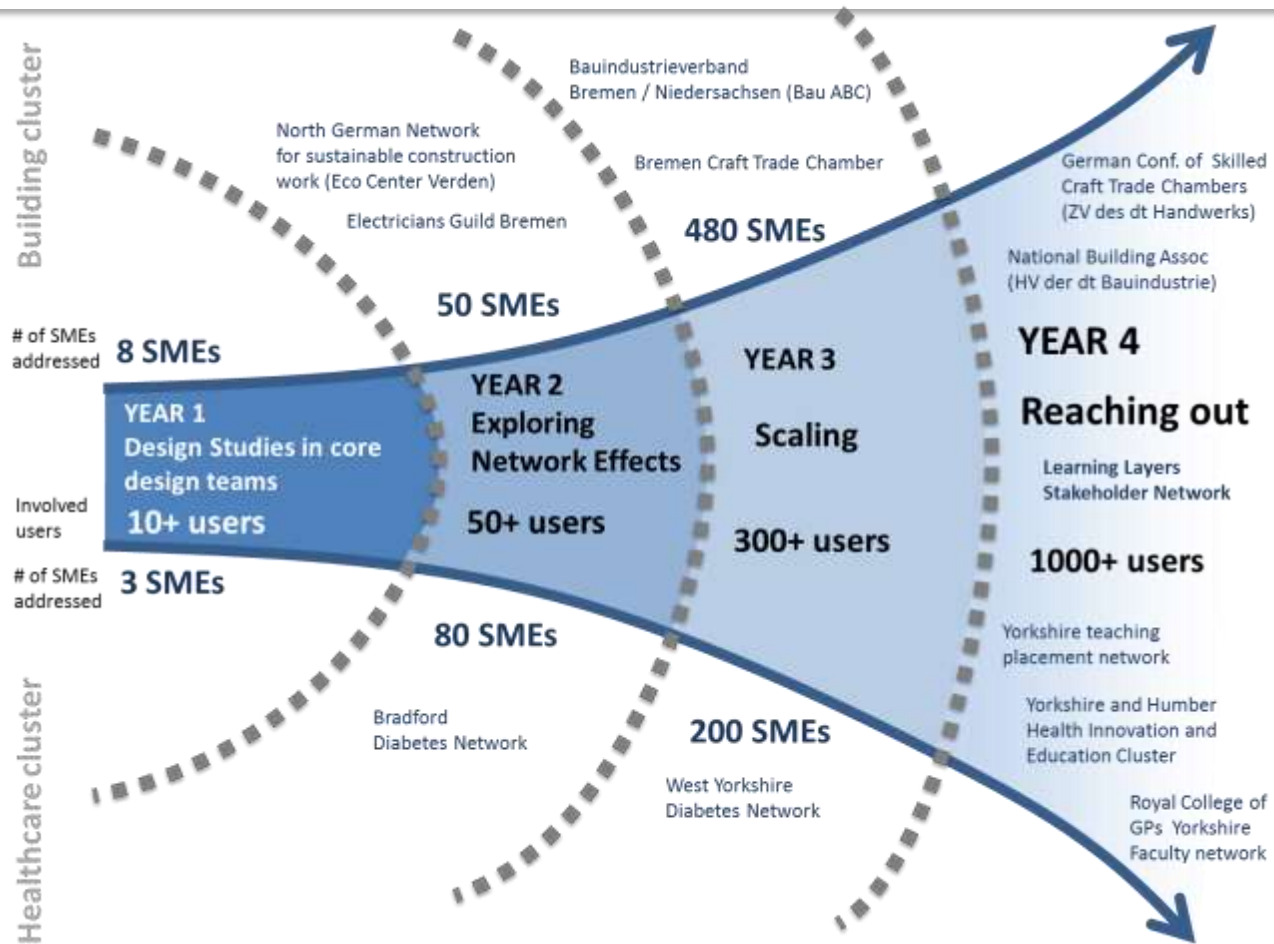 Building cluster
North German Network
for sustainable construction
work (Eco Center Verden)
Electricians Guild Bremen
Bauindustrieverband
Bremen / Niedersachsen (Bau ABC)
Bremen Craft Trade Chamber
German Conf. of Skilled
Craft Trade Chambers
(ZV des dt Handwerks)
National Building Assoc
(HV der dt Bauindustrie)
# of SMEs
addressed
8 SMEs
50 SMEs
480 SMEs
YEAR 1
Design Studies in core
design teams
10+ users
YEAR 2
Exploring
Network Effects
50+ users
YEAR 3
Scaling
300+ users
YEAR 4
Reaching out
Learning Layers
Stakeholder Network
1000+ users
Involved
users
# of SMEs
addressed
3 SMEs
80 SMEs
200 SMEs
Healthcare cluster
Bradford
Diabetes Network
West Yorkshire
Diabetes Network
Yorkshire teaching
placement network
Yorkshire and Humber
Health Innovation and
Education Cluster
Royal College of
GPs Yorkshire
Faculty network